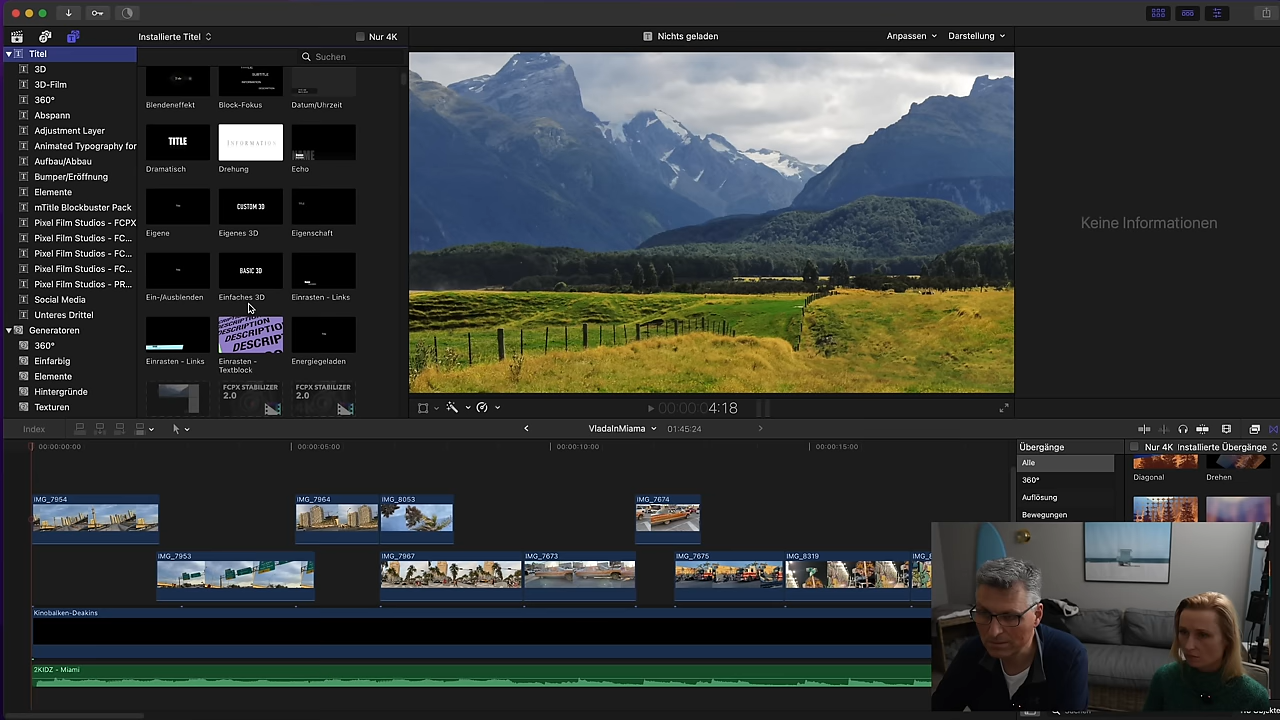 Installierte Titel
Nur 4K
Nichts geladen
Anpassen
Darstellung
Suchen
Titel
3D
3D-Film
360°
Abspann
Adjustment Layer
Animated Typography for
Aufbau/Abbau
Bumper/Eröffnung
Elemente
mTitle Blockbuster Pack
Pixel Film Studios - FCPX
Pixel Film Studios - FC...
Pixel Film Studios - FC...
Pixel Film Studios - FC...
Pixel Film Studios - PR...
Social Media
Unteres Drittel
Generatoren
360°
Einfarbig
Elemente
Hintergründe
Texturen
Blendeneffekt
Block-Fokus
Datum/Uhrzeit
TITLE
INFORMATION
Dramatisch
Drehung
Echo
CUSTOM 3D
Eigene
Eigenes 3D
Eigenschaft
BASIC 3D
Ein-/Ausblenden
Einfaches 3D
Einrasten - Links
DESCRIPTION
Einrasten - Links
Einrasten -
Textblock
Energiegeladen
FCPX STABILIZER
2.0
FCPX STABILIZER
2.0
Keine Informationen
00:00:04:18
Index
VladaInMiama
01:45:24
00:00:00:00
00:00:05:00
00:00:10:00
00:00:15:00
IMG_7954
IMG_7964
IMG_8053
IMG_7674
IMG_7953
IMG_7967
IMG_7673
IMG_7675
IMG_8319
Kinobalken-Deakins
2KIDZ - Miami
Übergänge
Nur 4K
Installierte Übergänge
Alle
360°
Auflösung
Bewegungen
Diagonal
Drehen
Suchen